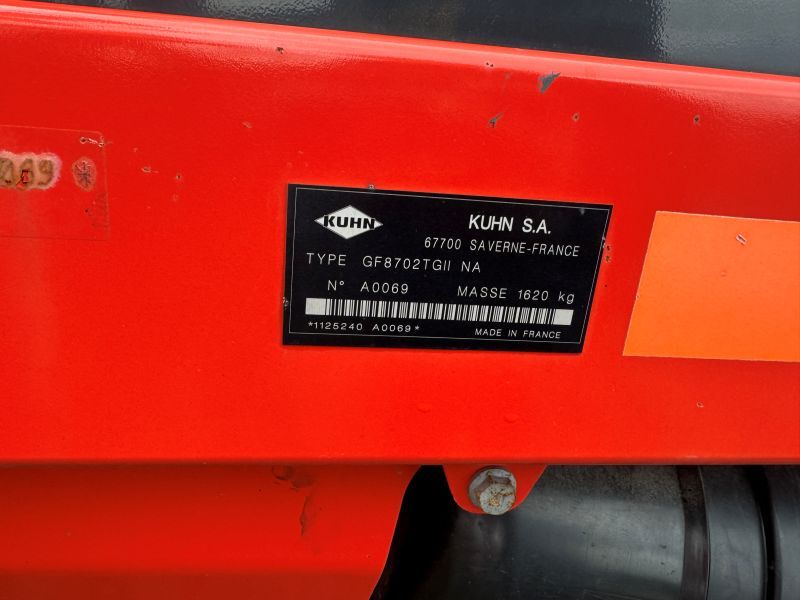 KUHN
KUHN S.A.
67700 SAVERNE-FRANCE
TYPE GF8702TGII NA
N° A0069 MASSE 1620 kg
*1125240 A0069*
MADE IN FRANCE